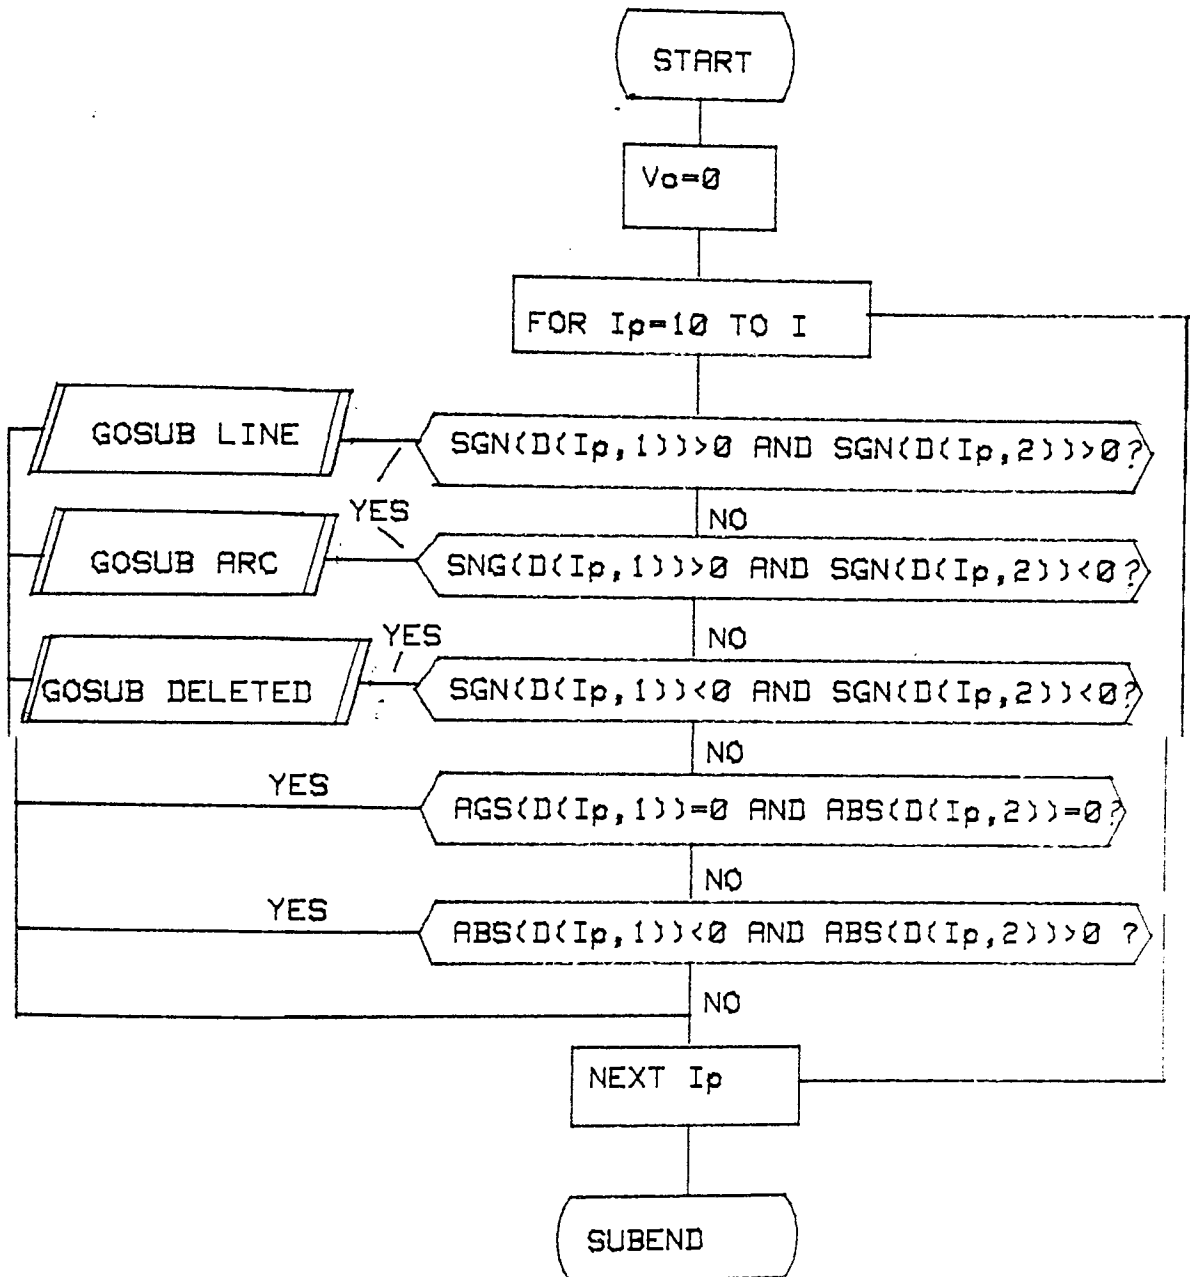 START
Vo=0
FOR Ip=10 TO I
GOSUB LINE
SGN(D(Ip,1))>0 AND SGN(D(Ip,2))>0?
YES
NO
GOSUB ARC
SNG(D(Ip,1))>0 AND SGN(D(Ip,2))<0?
YES
NO
GOSUB DELETED
SGN(D(Ip,1))<0 AND SGN(D(Ip,2))<0?
NO
YES
AGS(D(Ip,1))=0 AND ABS(D(Ip,2))=0?
NO
YES
ABS(D(Ip,1))<0 AND ABS(D(Ip,2))>0 ?
NO
NEXT Ip
SUBEND